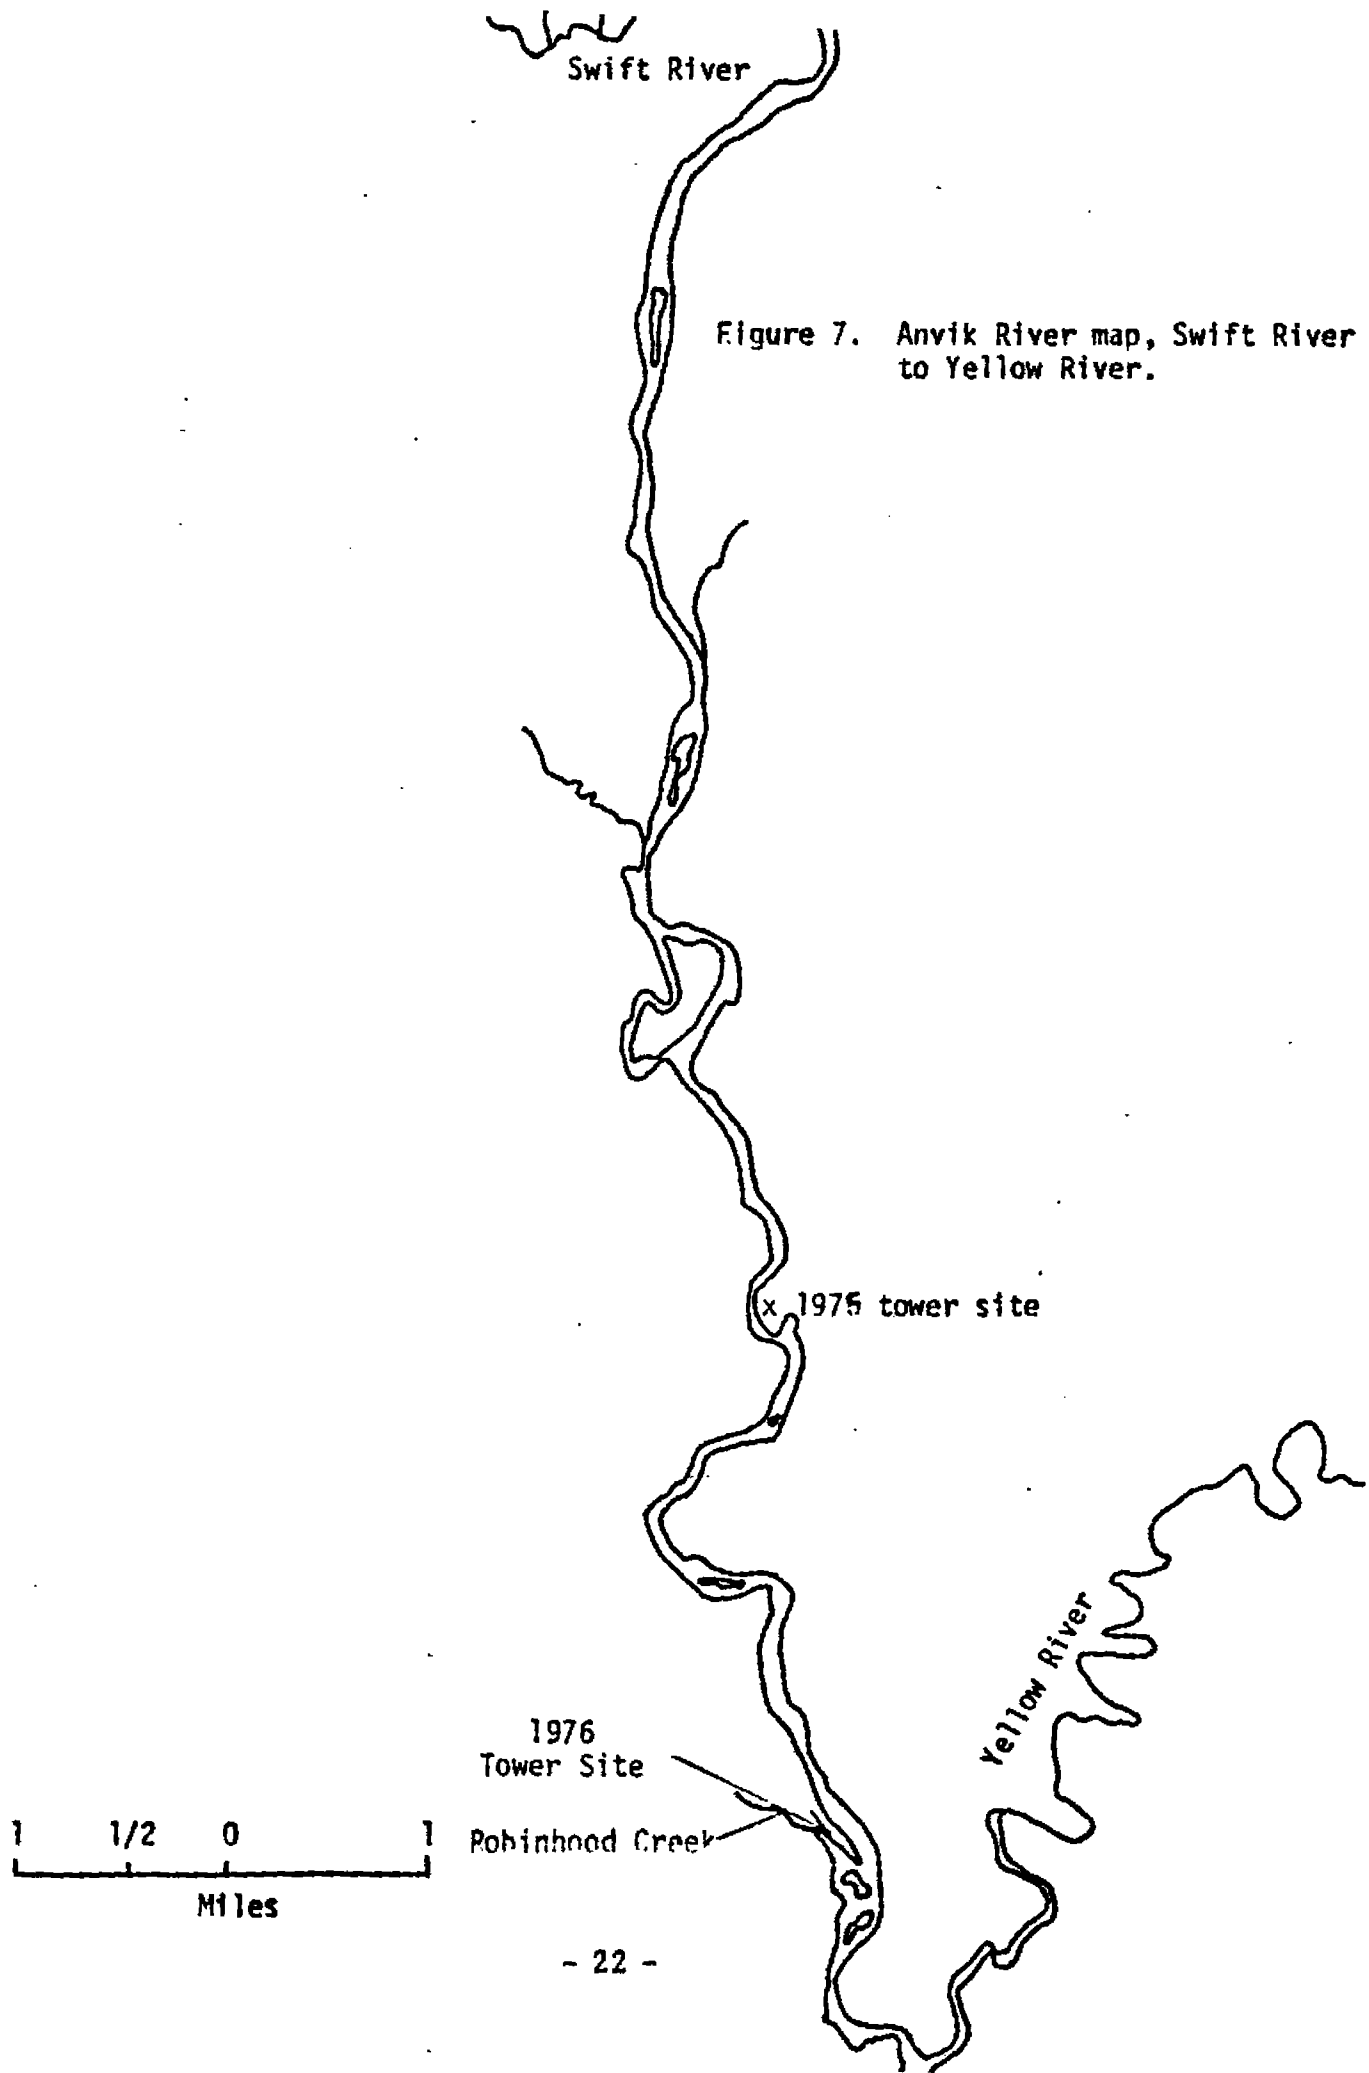 Swift River
Figure 7. Anvik River map, Swift River
to Yellow River.
x 1975 tower site
Yellow River
1976
Tower Site
Robinhood Creek
1 1/2 0 1
Miles
- 22 -